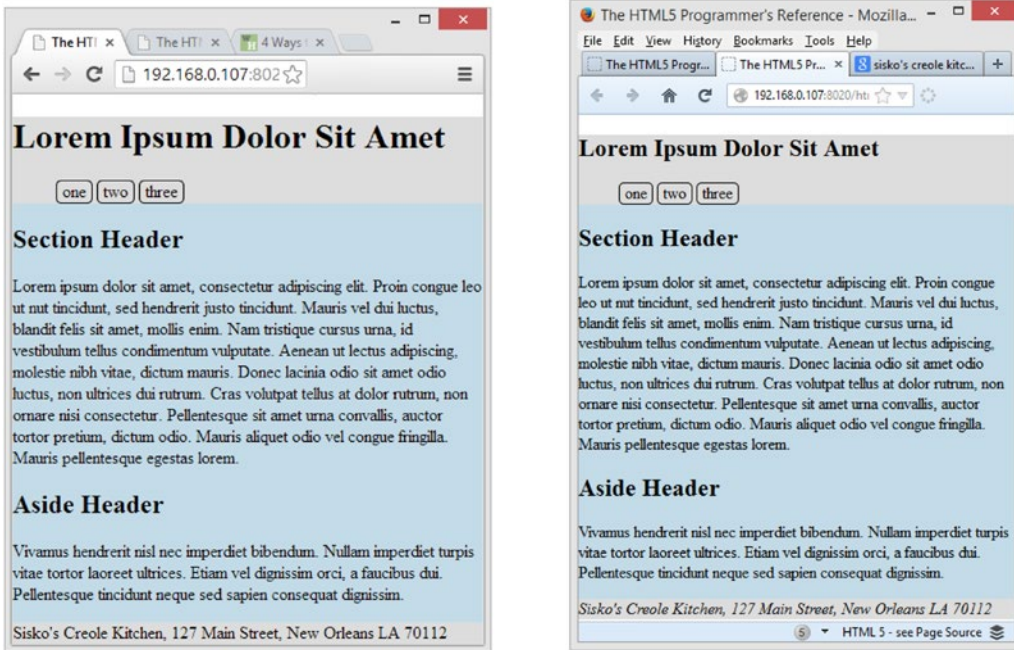 The HTI
The HTI
4 Ways
192.168.0.107:802
Lorem Ipsum Dolor Sit Amet
one two three
Section Header
Lorem ipsum dolor sit amet, consectetur adipiscing elit. Proin congue leo
ut nut tincidunt, sed hendrerit justo tincidunt. Mauris vel dui luctus,
blandit felis sit amet, mollis enim. Nam tristique cursus urna, id
vestibulum tellus condimentum vulputate. Aenean ut lectus adipiscing,
molestie nibh vitae, dictum mauris. Donec lacinia odio sit amet odio
luctus, non ultrices dui rutrum. Cras volutpat tellus at dolor rutrum, non
ornare nisi consectetur. Pellentesque sit amet urna convallis, auctor
tortor pretium, dictum odio. Mauris aliquet odio vel congue fringilla.
Mauris pellentesque egestas lorem.
Aside Header
Vivamus hendrerit nisl nec imperdiet bibendum. Nullam imperdiet turpis
vitae tortor laoreet ultrices. Etiam vel dignissim orci, a faucibus dui.
Pellentesque tincidunt neque sed sapien consequat dignissim.
Sisko's Creole Kitchen, 127 Main Street, New Orleans LA 70112
The HTML5 Programmer's Reference - Mozilla...
File Edit View History Bookmarks Tools Help
The HTML5 Progr... The HTML5 Pr... sisko's creole kitc...
192.168.0.107:8020/ht
Lorem Ipsum Dolor Sit Amet
one two three
Section Header
Lorem ipsum dolor sit amet, consectetur adipiscing elit. Proin congue
leo ut nut tincidunt, sed hendrerit justo tincidunt. Mauris vel dui luctus,
blandit felis sit amet, mollis enim. Nam tristique cursus urna, id
vestibulum tellus condimentum vulputate. Aenean ut lectus adipiscing,
molestie nibh vitae, dictum mauris. Donec lacinia odio sit amet odio
luctus, non ultrices dui rutrum. Cras volutpat tellus at dolor rutrum, non
ornare nisi consectetur. Pellentesque sit amet urna convallis, auctor
tortor pretium, dictum odio. Mauris aliquet odio vel congue fringilla.
Mauris pellentesque egestas lorem.
Aside Header
Vivamus hendrerit nisl nec imperdiet bibendum. Nullam imperdiet turpis
vitae tortor laoreet ultrices. Etiam vel dignissim orci, a faucibus dui.
Pellentesque tincidunt neque sed sapien consequat dignissim.
Sisko's Creole Kitchen, 127 Main Street, New Orleans LA 70112
5 HTML 5 - see Page Source